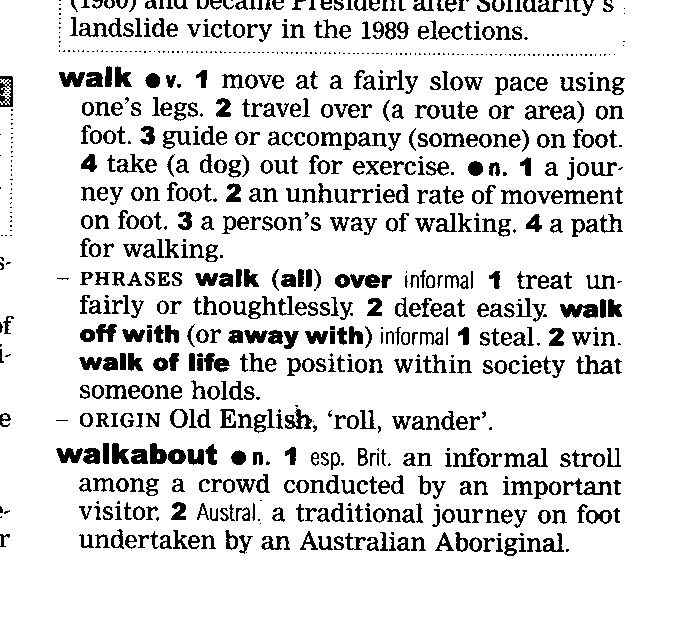 (1980) and became President after Solidarity's
landslide victory in the 1989 elections.
walk ● v. 1 move at a fairly slow pace using
one's legs. 2 travel over (a route or area) on
foot. 3 guide or accompany (someone) on foot.
4 take (a dog) out for exercise. ● n. 1 a jour-
ney on foot. 2 an unhurried rate of movement
on foot. 3 a person's way of walking. 4 a path
for walking.
– PHRASES walk (all) over informal 1 treat un-
fairly or thoughtlessly. 2 defeat easily. walk
off with (or away with) informal 1 steal. 2 win.
walk of life the position within society that
someone holds.
– ORIGIN Old English, ‘roll, wander’.
walkabout ● n. 1 esp. Brit. an informal stroll
among a crowd conducted by an important
visitor. 2 Austral. a traditional journey on foot
undertaken by an Australian Aboriginal.